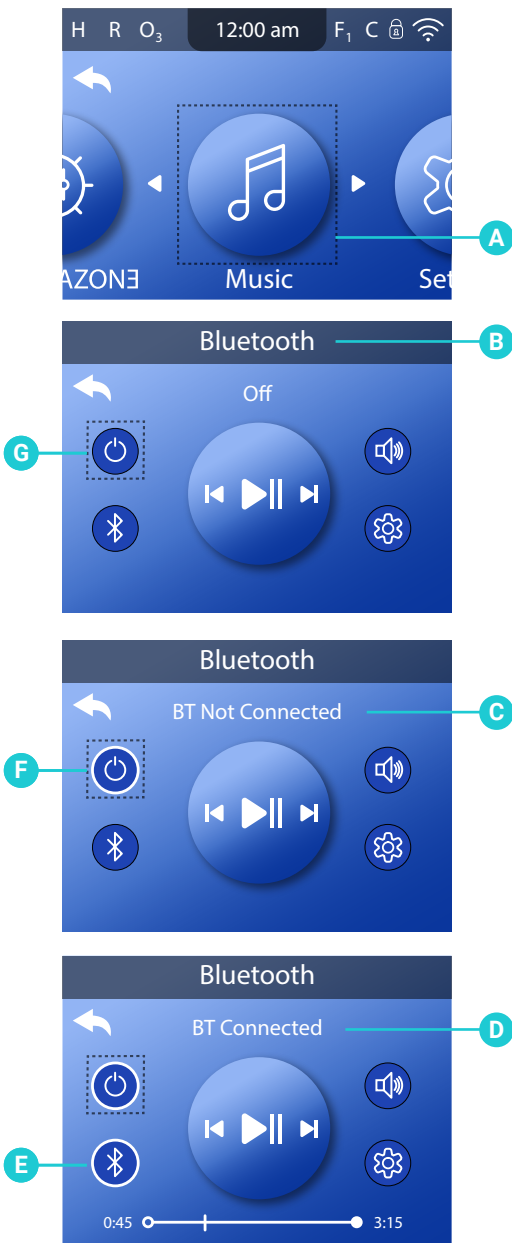 H R O₃ 12:00 am F₁ C
AZONƎ Music Set
A
Bluetooth
B
Off
G
Bluetooth
BT Not Connected
C
F
Bluetooth
BT Connected
D
E
0:45 3:15